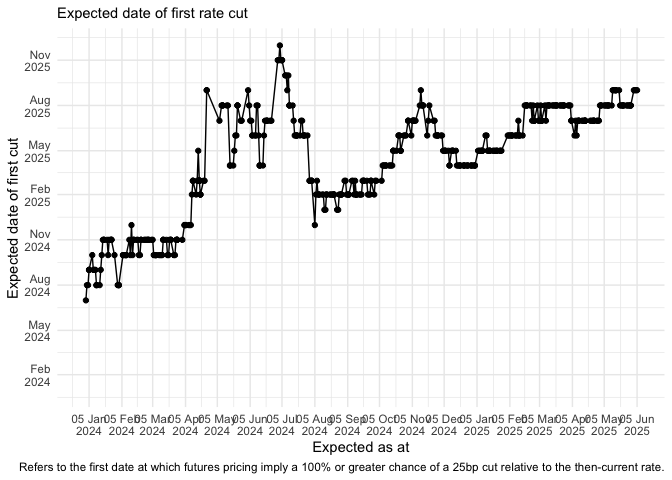 Expected date of first rate cut
Expected date of first cut
Nov
2025
Aug
2025
May
2025
Feb
2025
Nov
2024
Aug
2024
May
2024
Feb
2024
05 Jan 05 Feb 05 Mar 05 Apr 05 May 05 Jun 05 Jul 05 Aug 05 Sep 05 Oct 05 Nov 05 Dec 05 Jan 05 Feb 05 Mar 05 Apr 05 May 05 Jun
2024 2024 2024 2024 2024 2024 2024 2024 2024 2024 2024 2024 2025 2025 2025 2025 2025 2025
Expected as at
Refers to the first date at which futures pricing imply a 100% or greater chance of a 25bp cut relative to the then-current rate.